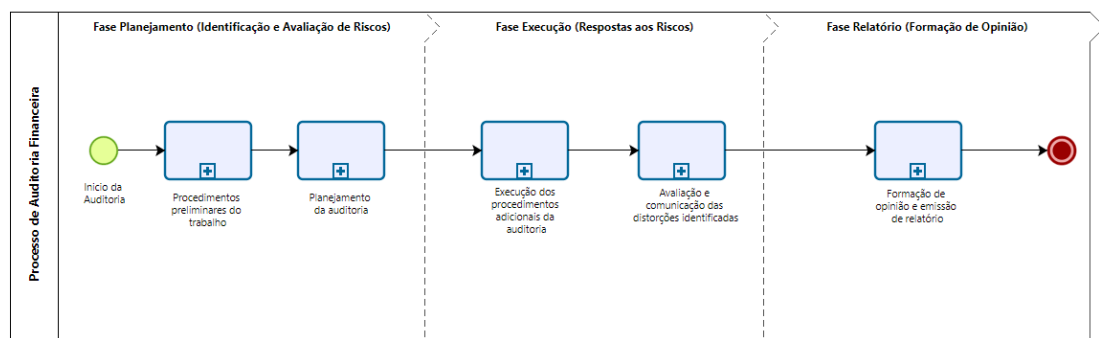 Processo de Auditoria Financeira
Fase Planejamento (Identificação e Avaliação de Riscos)
Fase Execução (Respostas aos Riscos)
Fase Relatório (Formação de Opinião)
Inicio da
Auditoria
Procedimentos
preliminares do
trabalho
Planejamento
da auditoria
Execução dos
procedimentos
adicionais da
auditoria
Avaliação e
comunicação das
distorções identificadas
Formação de
opinião e emissão
de relatório